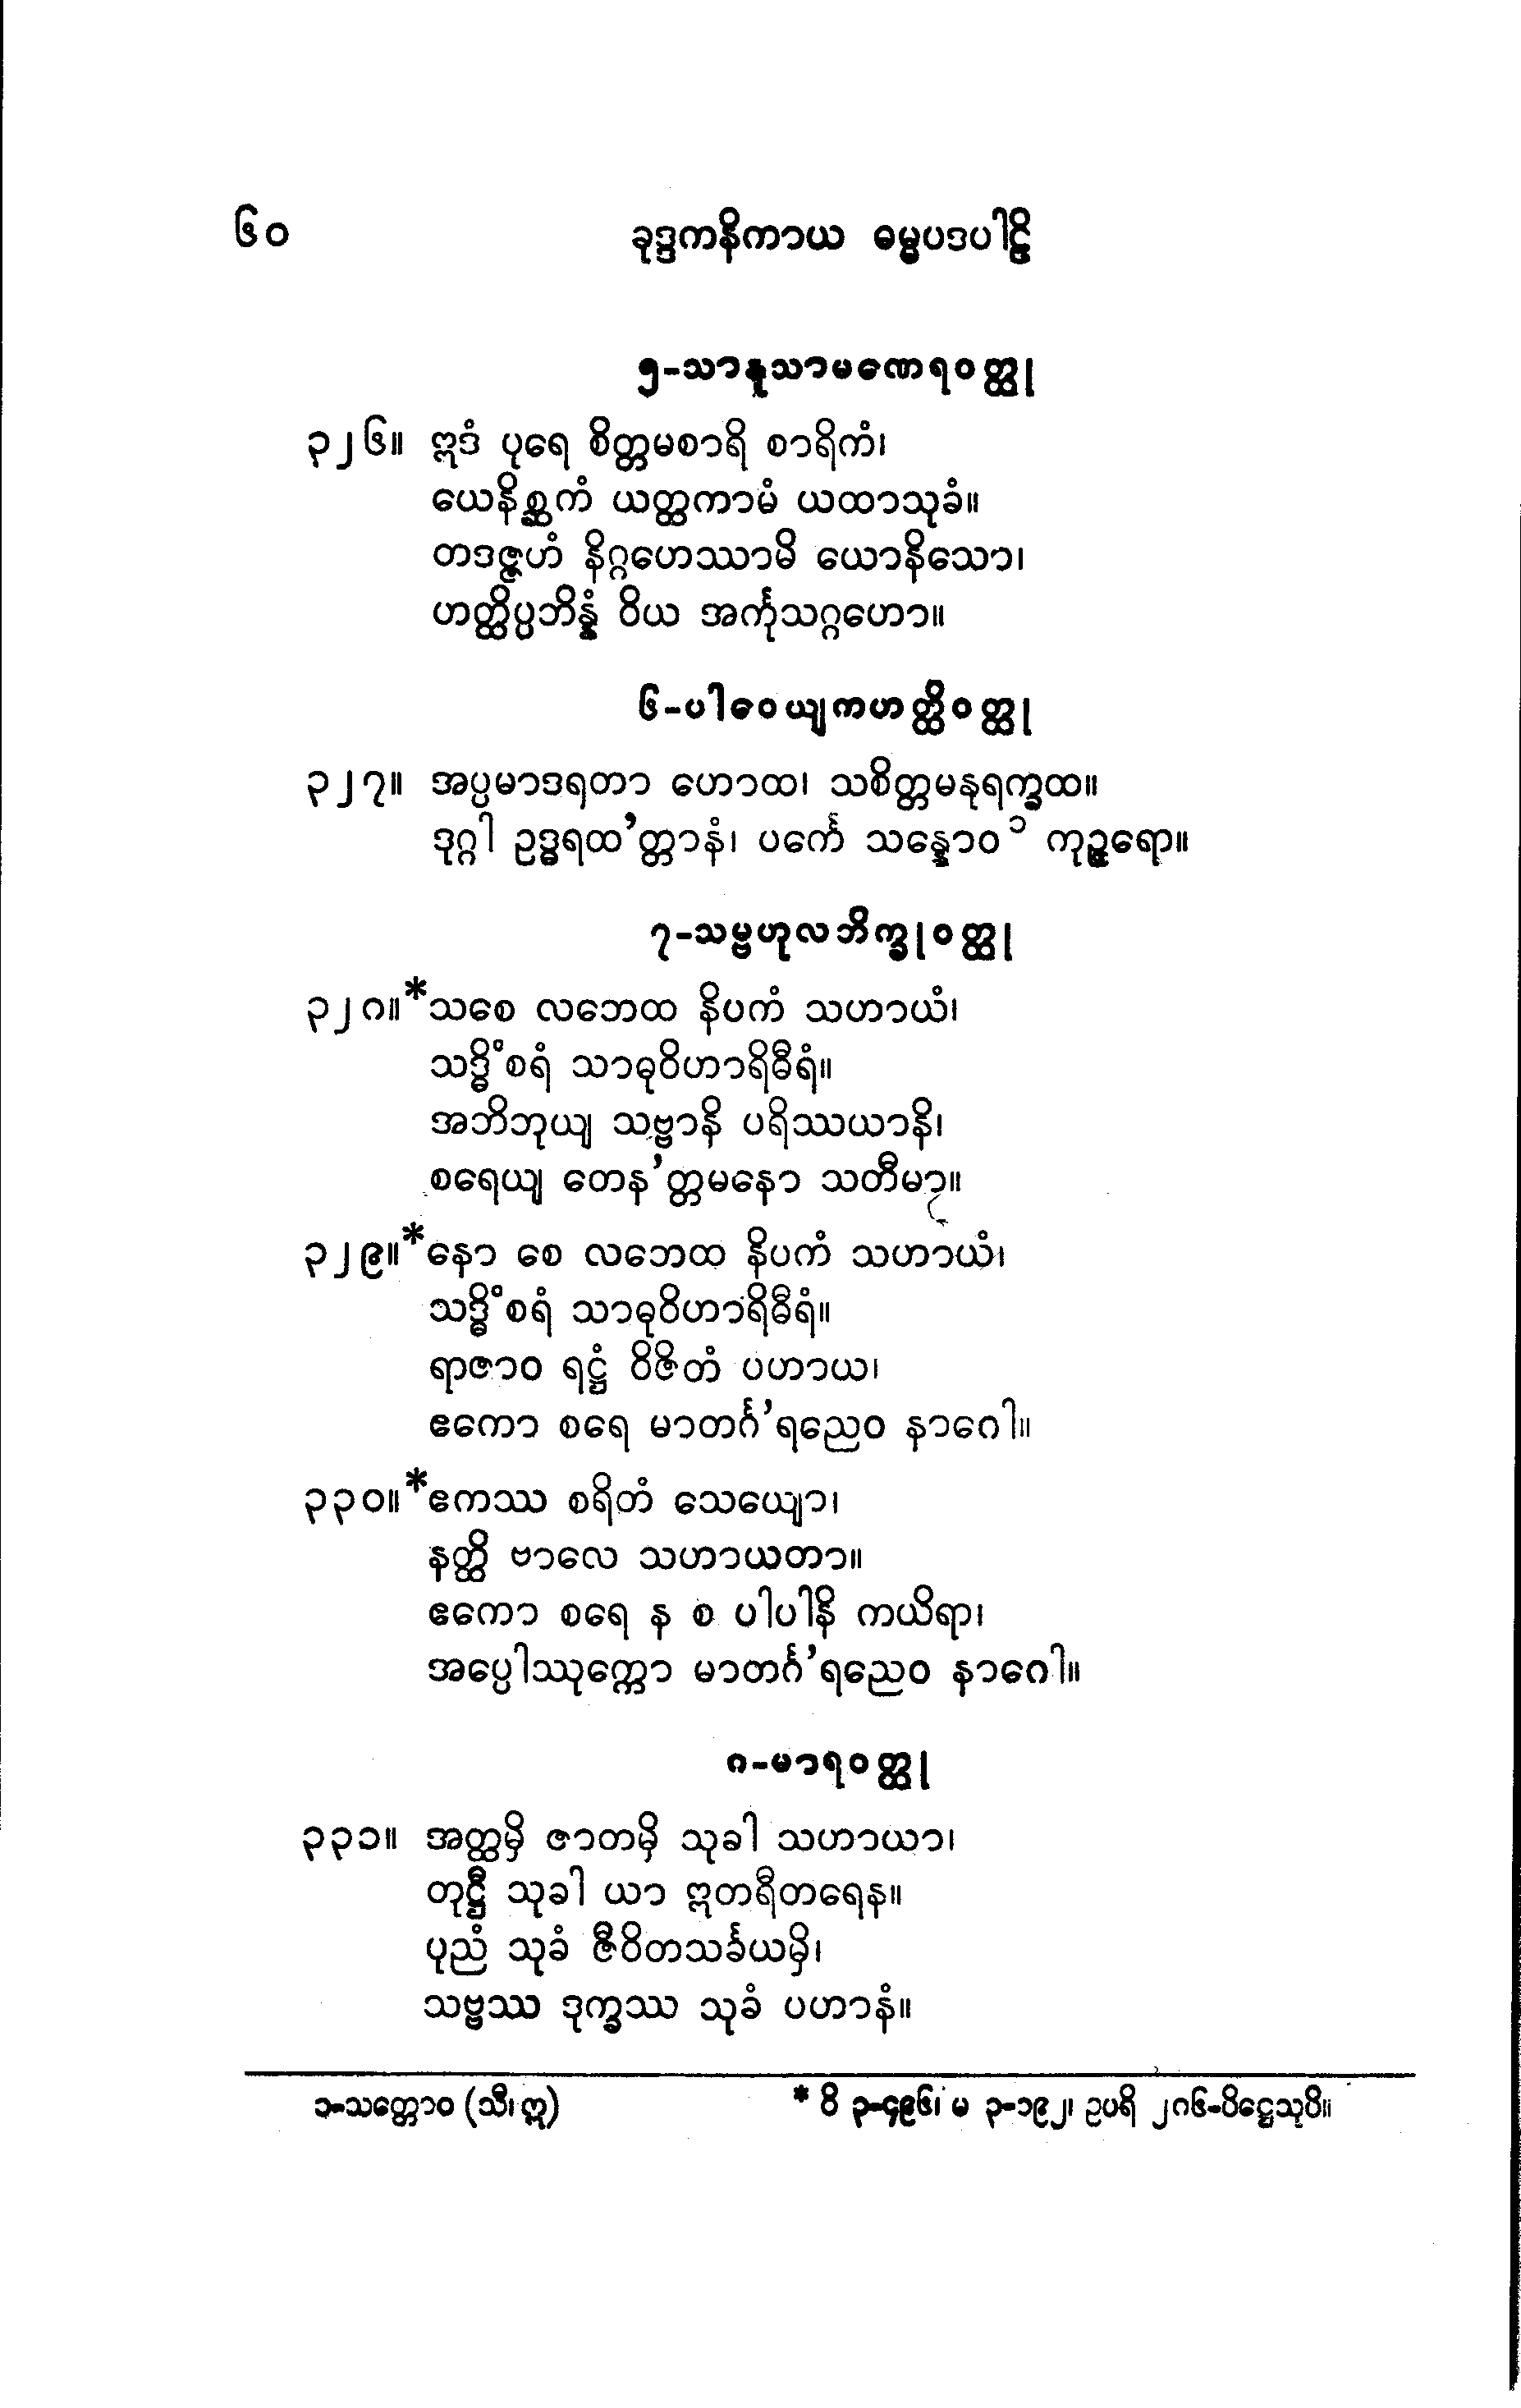 ၆၀ ခုဒ္ဒကနိကာယ ဓမ္မပဒပါဠိ
၅-သာနုသာမဏေရဝတ္ထု
၃၂၆။ ဣဒံ ပုရေ စိတ္တမစာရိ စာရိကံ၊
ယေနိစ္ဆကံ ယတ္ထကာမံ ယထာသုခံ။
တဒဇ္ဇဟံ နိဂ္ဂဟေဿာမိ ယောနိသော၊
ဟတ္ထိပ္ပဘိန္နံ ဝိယ အင်္ကုသဂ္ဂဟော။
၆-ပါဝေယျကဟတ္ထိဝတ္ထု
၃၂၇။ အပ္ပမာဒရတာ ဟောထ၊ သစိတ္တမနုရက္ခထ။
ဒုဂ္ဂါ ဥဒ္ဓရထ’တ္တာနံ၊ ပင်္ကေ သန္နောဝ ၁ ကုဉ္ဇရော။
၇-သမ္ဗဟုလဘိက္ခုဝတ္ထု
၃၂၈။ *သစေ လဘေထ နိပကံ သဟာယံ၊
သဒ္ဓိံ စရံ သာဓုဝိဟာရိဓီရံ။
အဘိဘုယျ သဗ္ဗာနိ ပရိဿယာနိ၊
စရေယျ တေန’တ္တမနော သတီမာ။
၃၂၉။ *နော စေ လဘေထ နိပကံ သဟာယံ၊
သဒ္ဓိံ စရံ သာဓုဝိဟာရိဓီရံ။
ရာဇာဝ ရဋ္ဌံ ဝိဇိတံ ပဟာယ၊
ဧကော စရေ မာတင်္ဂ’ရညေဝ နာဂေါ။
၃၃၀။ *ဧကဿ စရိတံ သေယျော၊
နတ္ထိ ဗာလေ သဟာယတာ။
ဧကော စရေ န စ ပါပါနိ ကယိရာ၊
အပ္ပေါဿုက္ကော မာတင်္ဂ’ရညေဝ နာဂေါ။
၈-မာရဝတ္ထု
၃၃၁။ အတ္ထမှိ ဇာတမှိ သုခါ သဟာယာ၊
တုဋ္ဌီ သုခါ ယာ ဣတရီတရေန။
ပုညံ သုခံ ဇီဝိတသင်္ခယမှိ၊
သဗ္ဗဿ ဒုက္ခဿ သုခံ ပဟာနံ။
၁-သတ္တောဝ (သီ၊ ဣ) * ဝိ ၃-၄၉၆၊ မ ၃-၁၉၂၊ ဥပရိ ၂၈၆-ပိဋ္ဌေသုပိ။